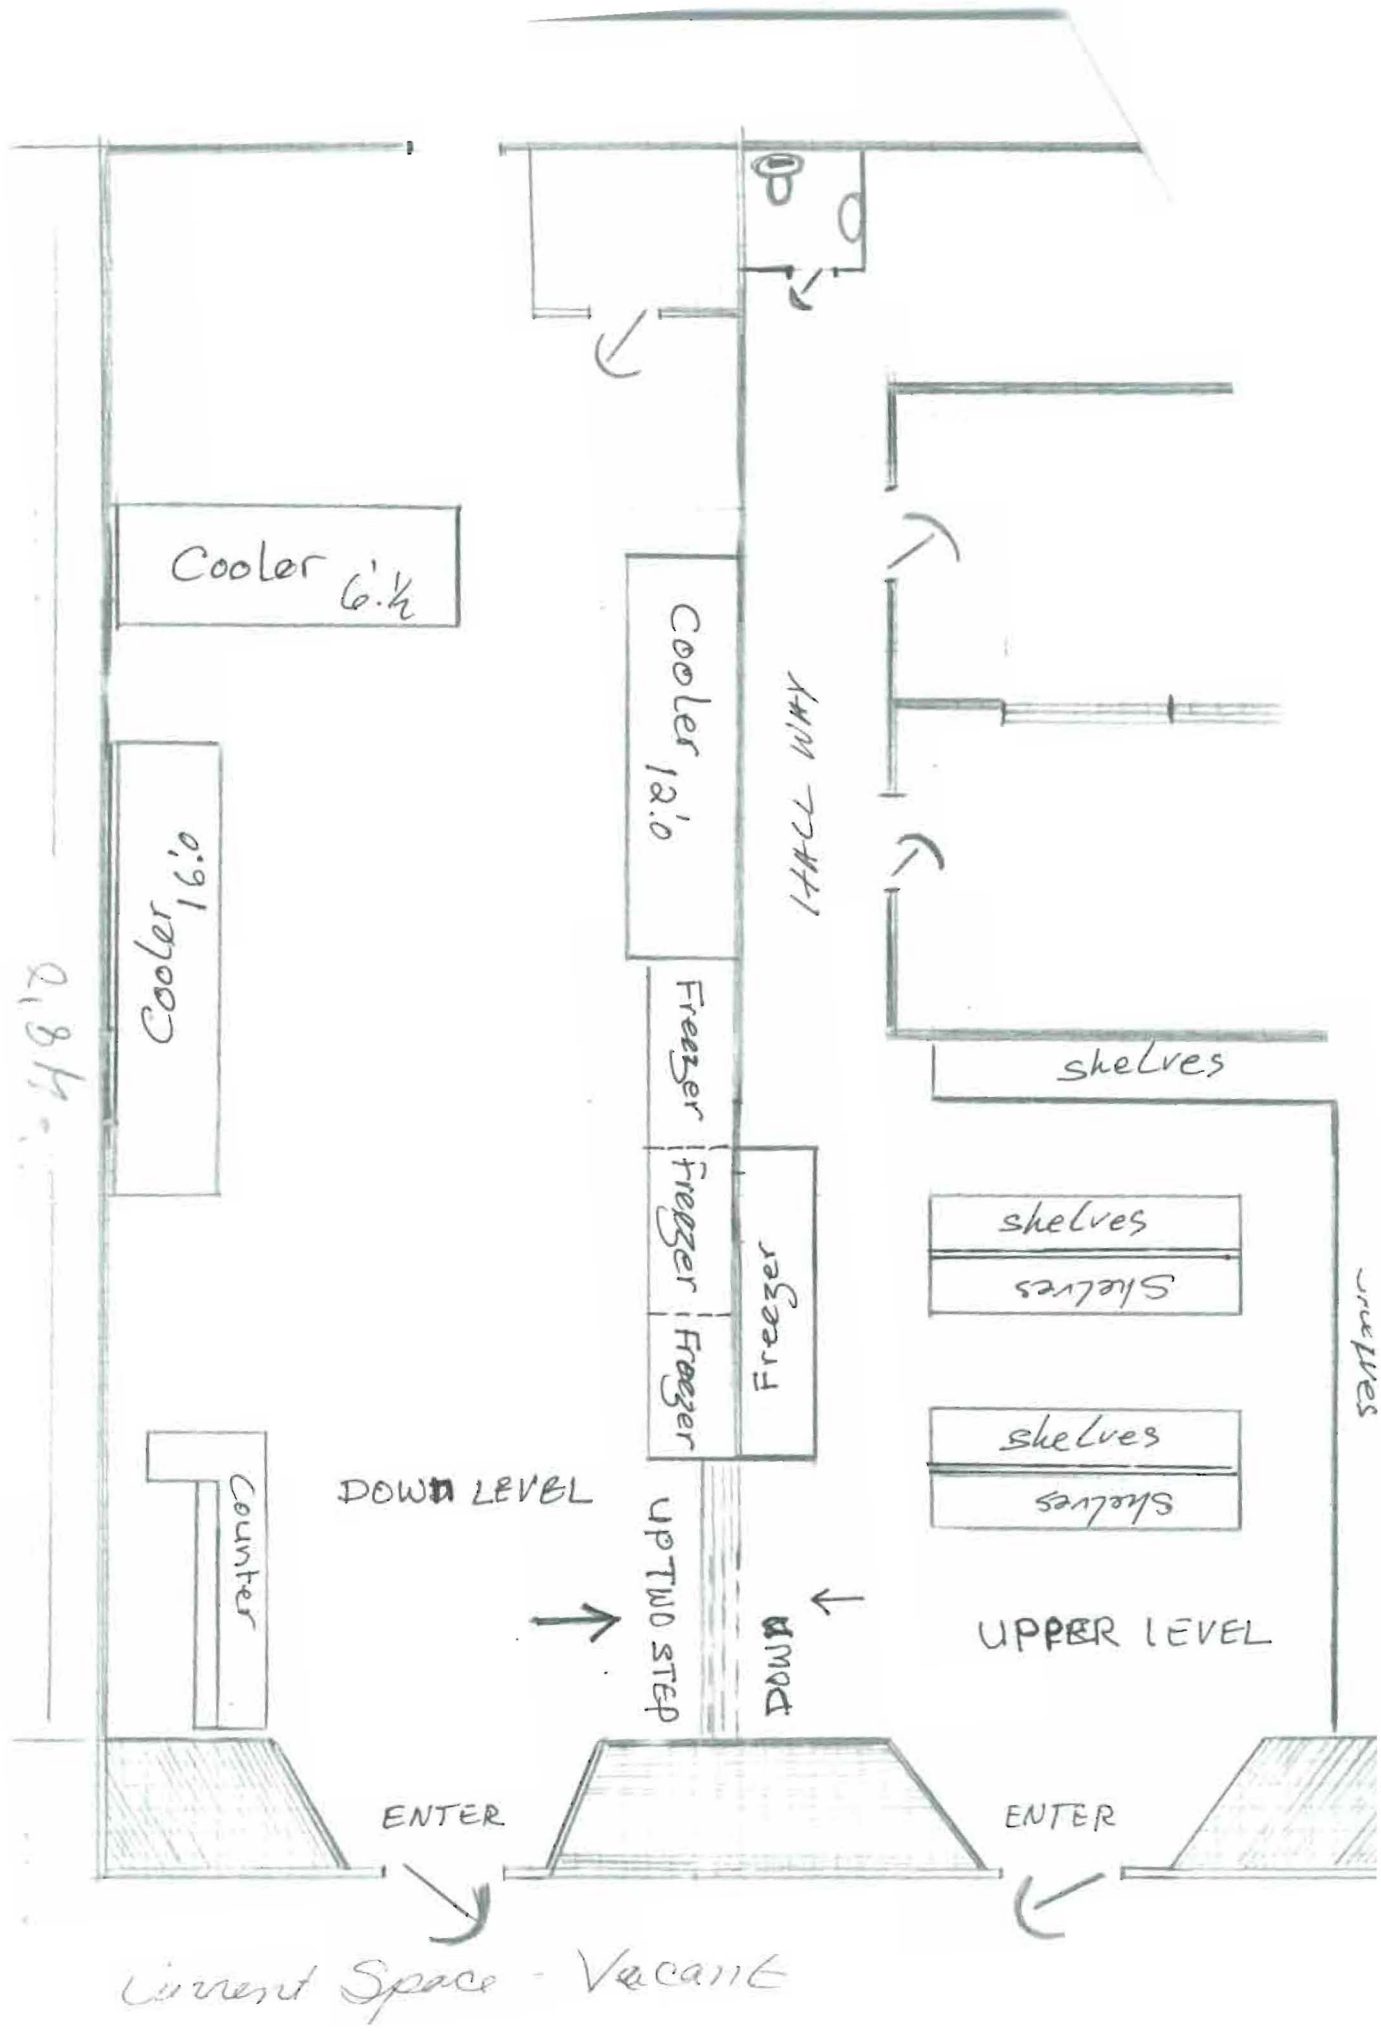 Cooler 6'.½
Cooler
12'.0
HALL WAY
Cooler
16'.0
Freezer
shelves
Freezer
Freezer
shelves
Shelves
Freezer
shelves
Shelves
Counter
DOWN LEVEL
UP TWO STEP
DOWN
UPPER LEVEL
ENTER
ENTER
Current Space - Vacant